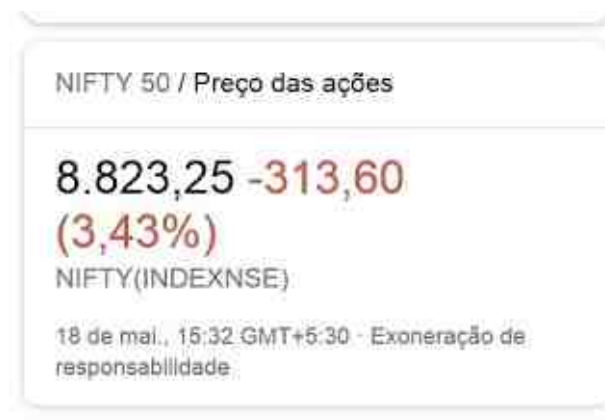 NIFTY 50 / Preço das ações
8.823,25 -313,60
(3,43%)
NIFTY(INDEXNSE)
18 de mai., 15:32 GMT+5:30 · Exoneração de
responsabilidade